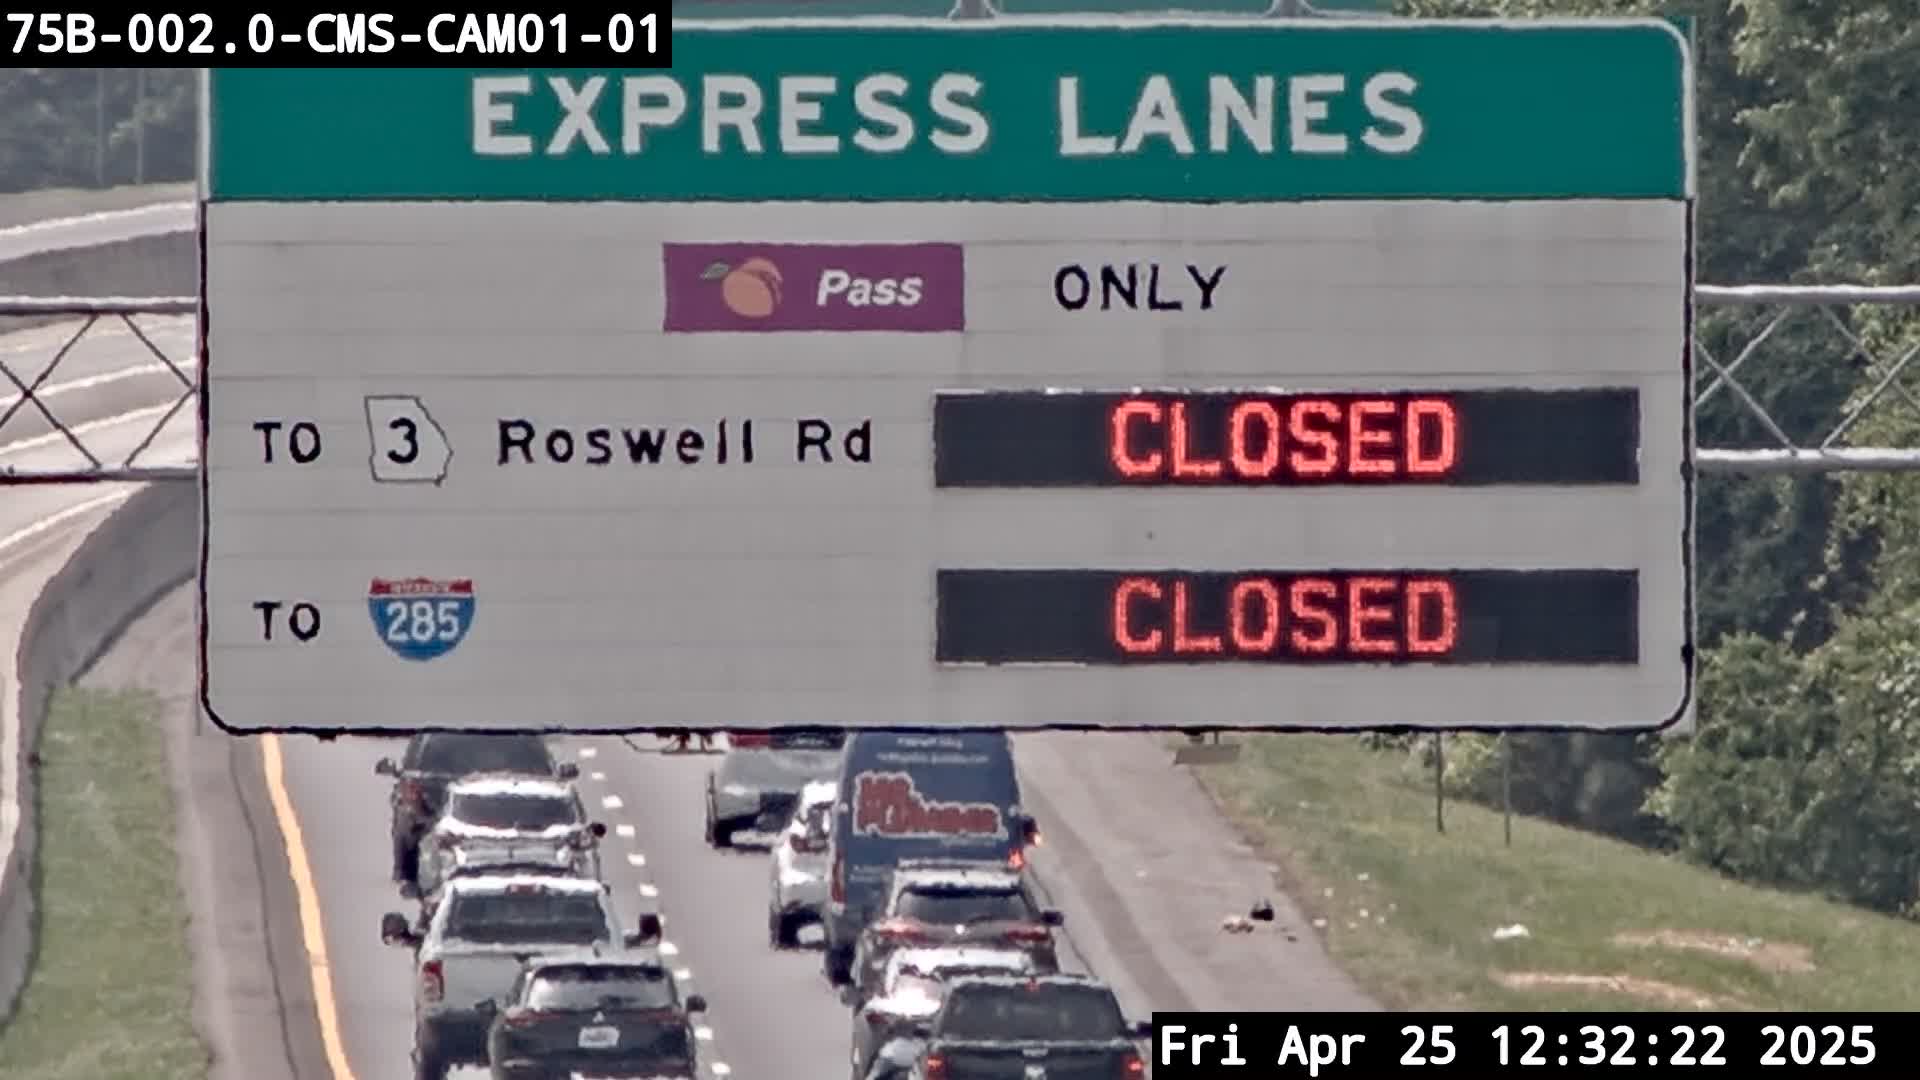 75B-002.0-CMS-CAM01-01
EXPRESS LANES
Pass ONLY
TO 3 Roswell Rd CLOSED
TO INTERSTATE 285 CLOSED
Fri Apr 25 12:32:22 2025